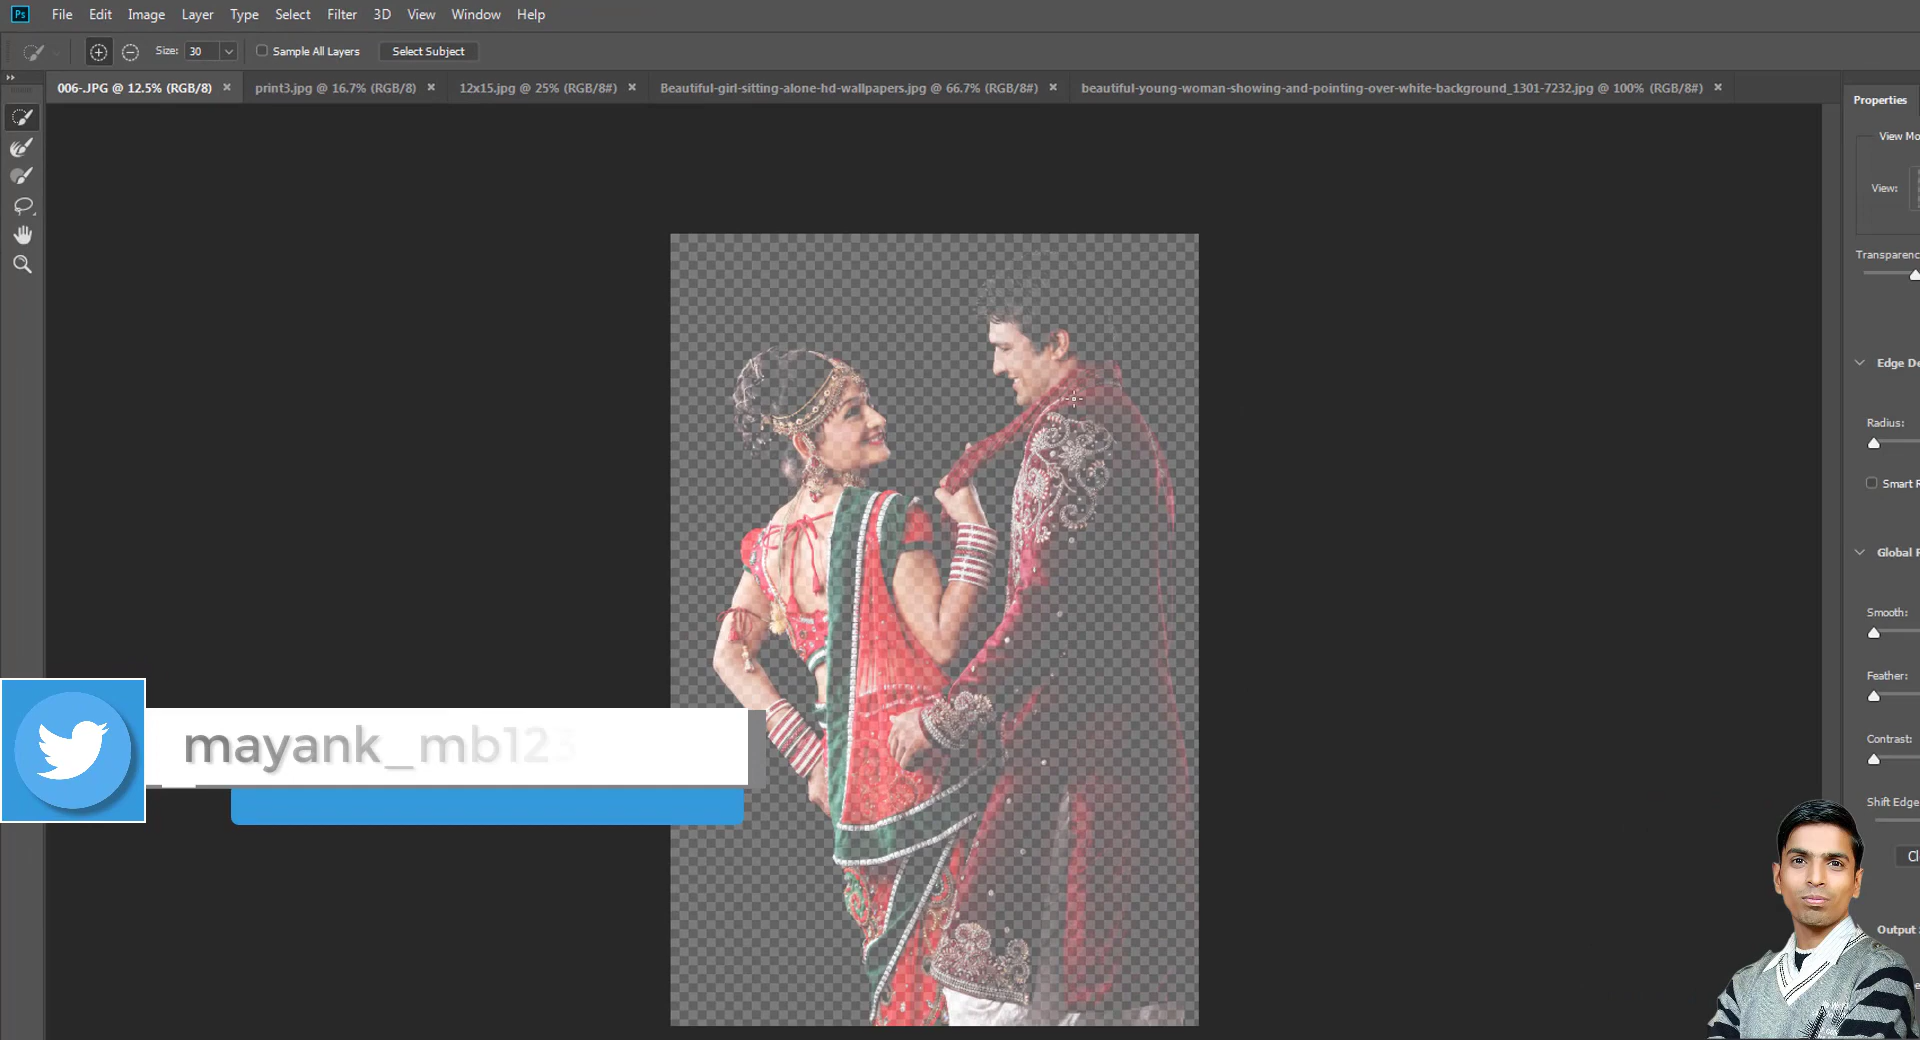 Ps File Edit Image Layer Type Select Filter 3D View Window Help
Size: 30 Sample All Layers Select Subject
006-.JPG @ 12.5% (RGB/8) × print3.jpg @ 16.7% (RGB/8) × 12x15.jpg @ 25% (RGB/8#) × Beautiful-girl-sitting-alone-hd-wallpapers.jpg @ 66.7% (RGB/8#) × beautiful-young-woman-showing-and-pointing-over-white-background_1301-7232.jpg @ 100% (RGB/8#) ×
Properties
View Mo
View:
Transparenc
Edge De
Radius:
Smart R
Global R
Smooth:
Feather:
Contrast:
Shift Edge
Cl
Output
mayank_mb123